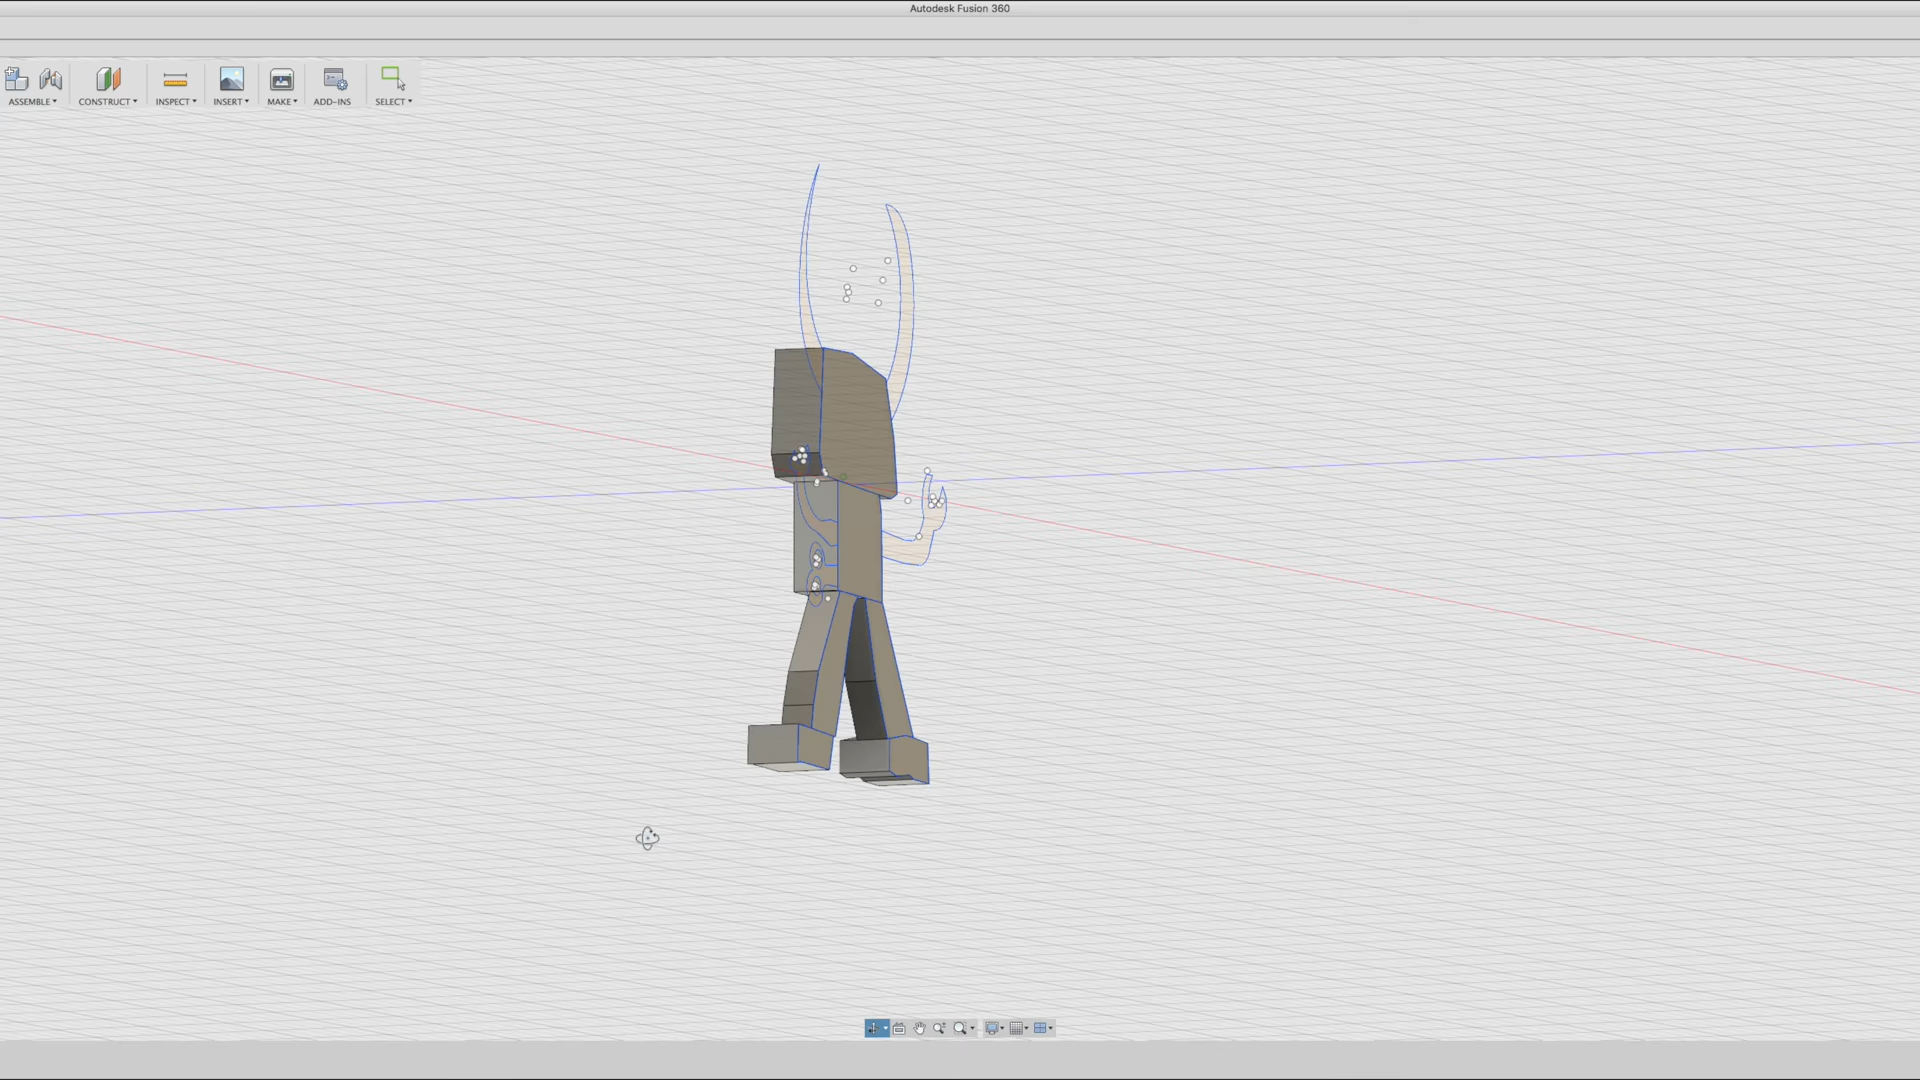 Autodesk Fusion 360
ASSEMBLE CONSTRUCT INSPECT INSERT MAKE ADD-INS SELECT